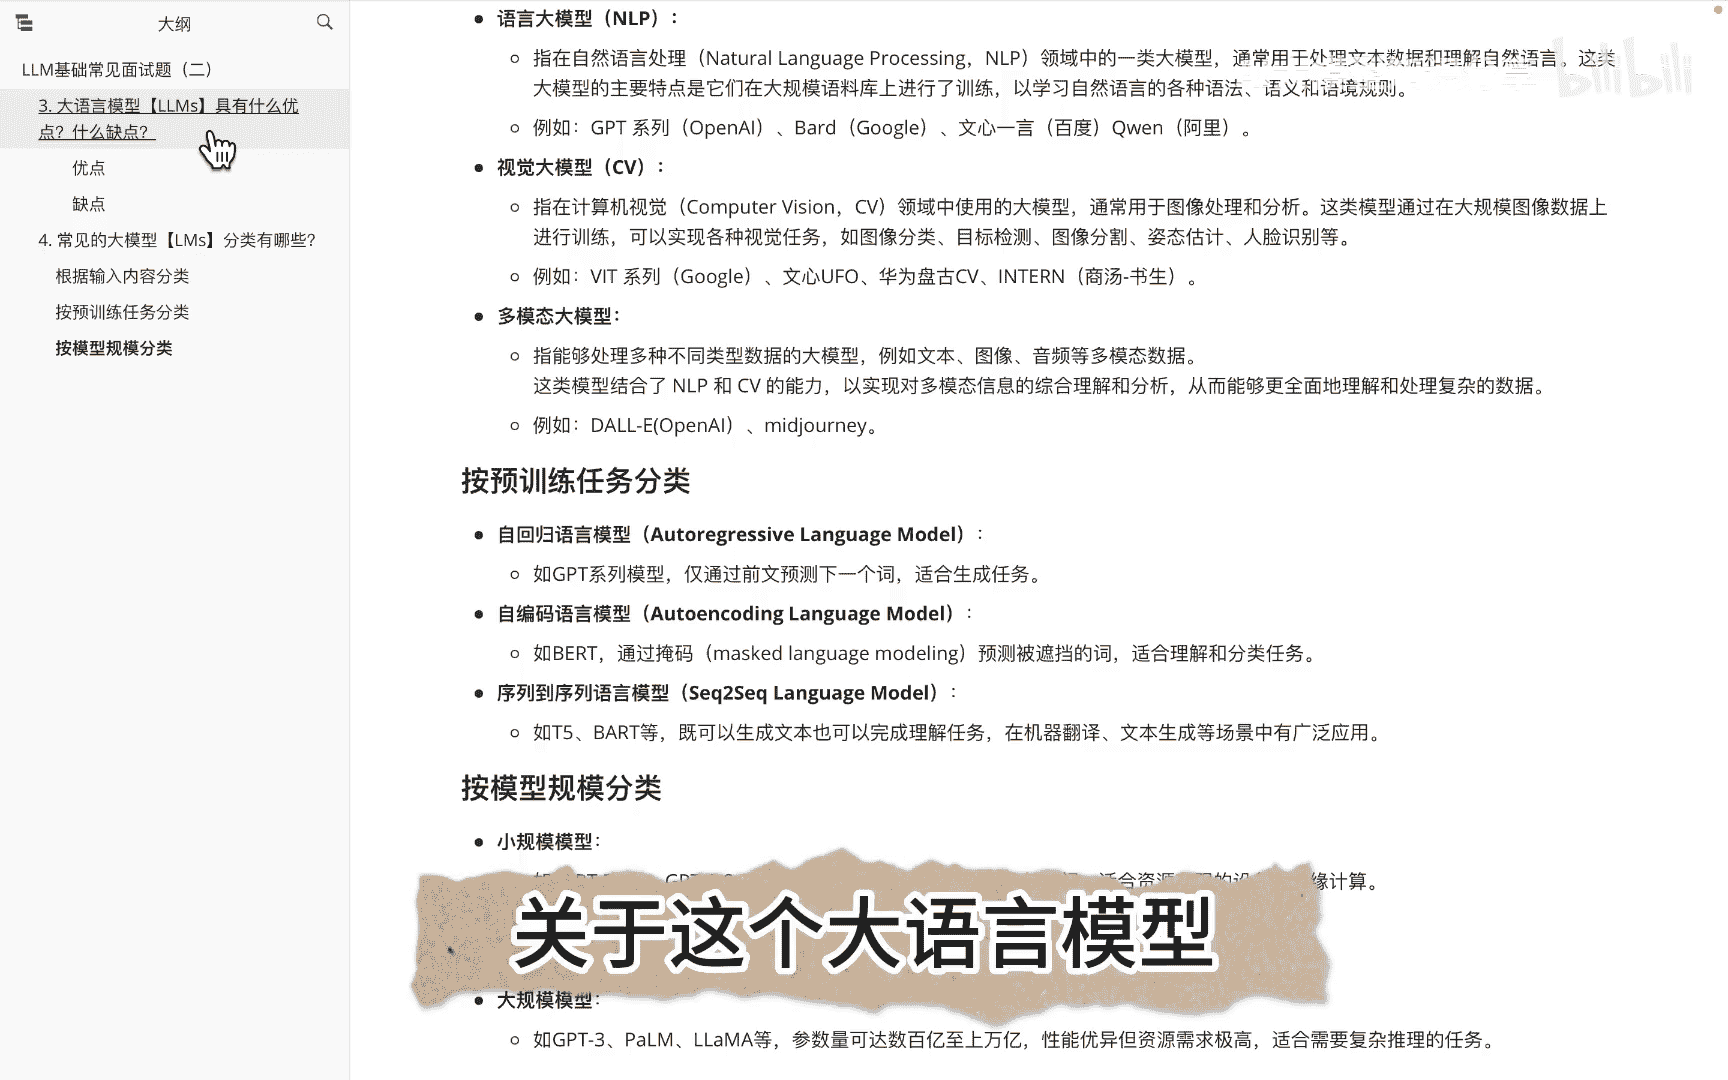 大纲
LLM基础常见面试题（二）
3. 大语言模型【LLMs】具有什么优
点？什么缺点？
优点
缺点
4. 常见的大模型【LMs】分类有哪些？
根据输入内容分类
按预训练任务分类
按模型规模分类
语言大模型（NLP）：
指在自然语言处理（Natural Language Processing，NLP）领域中的一类大模型，通常用于处理文本数据和理解自然语言。这类
大模型的主要特点是它们在大规模语料库上进行了训练，以学习自然语言的各种语法、语义和语境规则。
例如：GPT 系列（OpenAI）、Bard（Google）、文心一言（百度）Qwen（阿里）。
视觉大模型（CV）：
指在计算机视觉（Computer Vision，CV）领域中使用的大模型，通常用于图像处理和分析。这类模型通过在大规模图像数据上
进行训练，可以实现各种视觉任务，如图像分类、目标检测、图像分割、姿态估计、人脸识别等。
例如：VIT 系列（Google）、文心UFO、华为盘古CV、INTERN（商汤-书生）。
多模态大模型：
指能够处理多种不同类型数据的大模型，例如文本、图像、音频等多模态数据。
这类模型结合了 NLP 和 CV 的能力，以实现对多模态信息的综合理解和分析，从而能够更全面地理解和处理复杂的数据。
例如：DALL-E(OpenAI）、midjourney。
按预训练任务分类
自回归语言模型（Autoregressive Language Model）：
如GPT系列模型，仅通过前文预测下一个词，适合生成任务。
自编码语言模型（Autoencoding Language Model）：
如BERT，通过掩码（masked language modeling）预测被遮挡的词，适合理解和分类任务。
序列到序列语言模型（Seq2Seq Language Model）：
如T5、BART等，既可以生成文本也可以完成理解任务，在机器翻译、文本生成等场景中有广泛应用。
按模型规模分类
小规模模型：
缘计算。
关于这个大语言模型
大规模模型：
如GPT-3、PaLM、LLaMA等，参数量可达数百亿至上万亿，性能优异但资源需求极高，适合需要复杂推理的任务。
bilibili